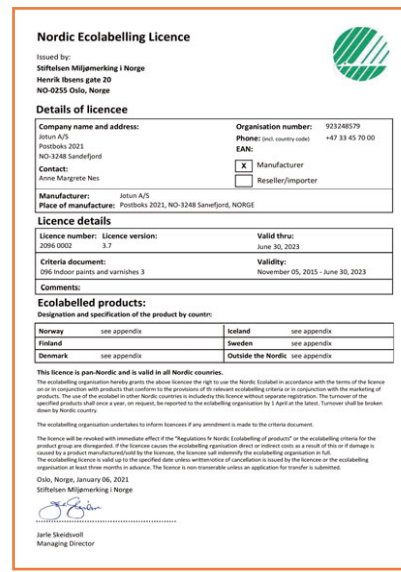 Nordic Ecolabelling Licence
Issued by:
Stiftelsen Miljømerking i Norge
Henrik Ibsens gate 20
NO-0255 Oslo, Norge
Details of licencee
Company name and address:
Jotun A/S
Postboks 2021
NO-3248 Sandefjord
Contact:
Anne Margrete Nes
Organisation number: 923248579
Phone: (incl. country code) +47 33 45 70 00
EAN:
X Manufacturer
Reseller/importer
Manufacturer: Jotun A/S
Place of manufacture: Postboks 2021, NO-3248 Sanefjord, NORGE
Licence details
Licence number: Licence version:
2096 0002 3.7
Valid thru:
June 30, 2023
Criteria document:
096 Indoor paints and varnishes 3
Validity:
November 05, 2015 - June 30, 2023
Comments:
Ecolabelled products:
Designation and specification of the product by countr:
Norway see appendix Iceland see appendix
Finland Sweden see appendix
Denmark see appendix Outside the Nordic see appendix
This licence is pan-Nordic and is valid in all Nordic counries.
The ecolabelling organisation hereby grants the above licencee the rigt to use the Nordic Ecolabel in accordance with the terms of the license
on or in conjunction with products that conform to the provisions of th relevant ecolabelling criteria or in conjunction with the marketing of
products. The use of the ecolabel in other Nordic countries is includedby this licence without separate registration. The turnover of the
specified products shall once a year, on request, be reported to the eclabelling organisation by 1 April at the latest. Turnover shall be broken
down by Nordic country.
The ecolabelling organisation undertakes to inform licencees if any amendment is made to the criteria document.
The licence will be revoked with immediate effect if the "Regulations fr Nordic Ecolabelling of products" or the ecolabelling criteria for the
product group are disregarded. If the licencee causes the ecolabelling rganisation direct or indirect costs as a result of this or if damage is
caused by a product manufactured/sold by the licencee, the licencee sall indemnify the ecolabelling organisation in full.
The ecolabelling licence is valid up to the specified date unless writtennotice of cancellation is issued by the licencee or the ecolabelling
organisation at least three months in advance. The licence is non-tranerable unless an application for transfer is submitted.
Oslo, Norge, January 06, 2021
Stiftelsen Miljømerking i Norge
Jarle Skeidsvoll
Managing Director